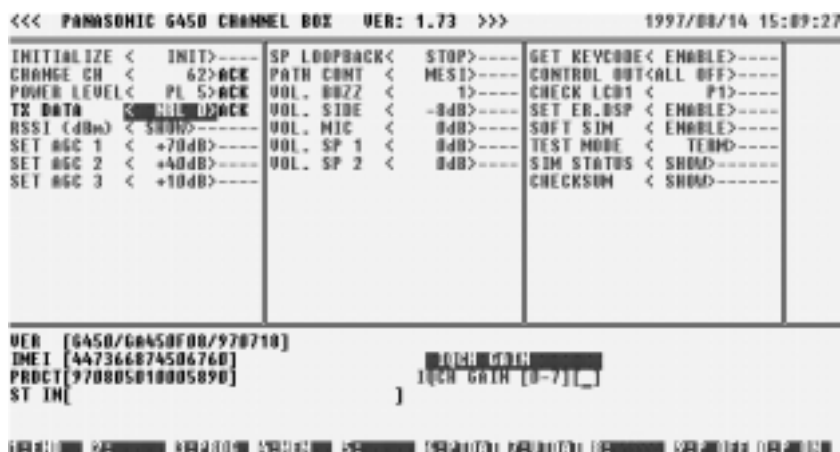 <<< PANASONIC G450 CHANNEL BOX VER: 1.73 >>> 1997/08/14 15:09:27
INITIALIZE < INIT>----
CHANGE CH < 62>ACK
POWER LEVEL< PL 5>ACK
TX DATA < NRL 0>ACK
RSSI (dBm) < SHOW>------
SET AGC 1 < +70dB>----
SET AGC 2 < +40dB>----
SET AGC 3 < +10dB>----
SP LOOPBACK< STOP>----
PATH CONT < MESI>----
VOL. BUZZ < 1>----
VOL. SIDE < -8dB>----
VOL. MIC < 0dB>----
VOL. SP 1 < 0dB>----
VOL. SP 2 < 0dB>----
GET KEYCODE< ENABLE>----
CONTROL OUT<ALL OFF>----
CHECK LCD1 < P1>----
SET ER.DSP < ENABLE>----
SOFT SIM < ENABLE>----
TEST MODE < TERM>----
SIM STATUS < SHOW>------
CHECKSUM < SHOW>------
VER [G450/GA450F08/970718]
IMEI [447366874506760]
PRDCT[970805010005890]
ST IN[ ]
IQCH GAIN
IQCH GAIN [0-7][_]